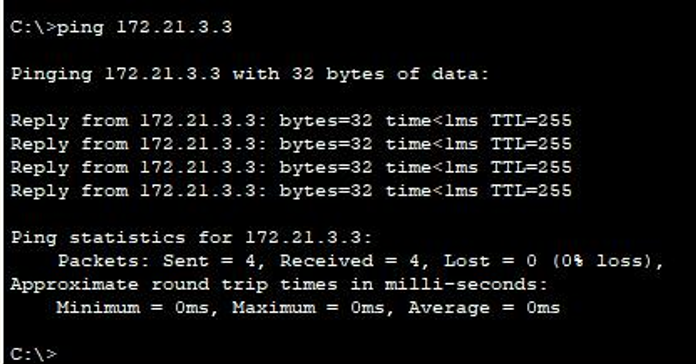 C:\>ping 172.21.3.3
Pinging 172.21.3.3 with 32 bytes of data:
Reply from 172.21.3.3: bytes=32 time<1ms TTL=255
Reply from 172.21.3.3: bytes=32 time<1ms TTL=255
Reply from 172.21.3.3: bytes=32 time<1ms TTL=255
Reply from 172.21.3.3: bytes=32 time<1ms TTL=255
Ping statistics for 172.21.3.3:
    Packets: Sent = 4, Received = 4, Lost = 0 (0% loss),
Approximate round trip times in milli-seconds:
    Minimum = 0ms, Maximum = 0ms, Average = 0ms
C:\>